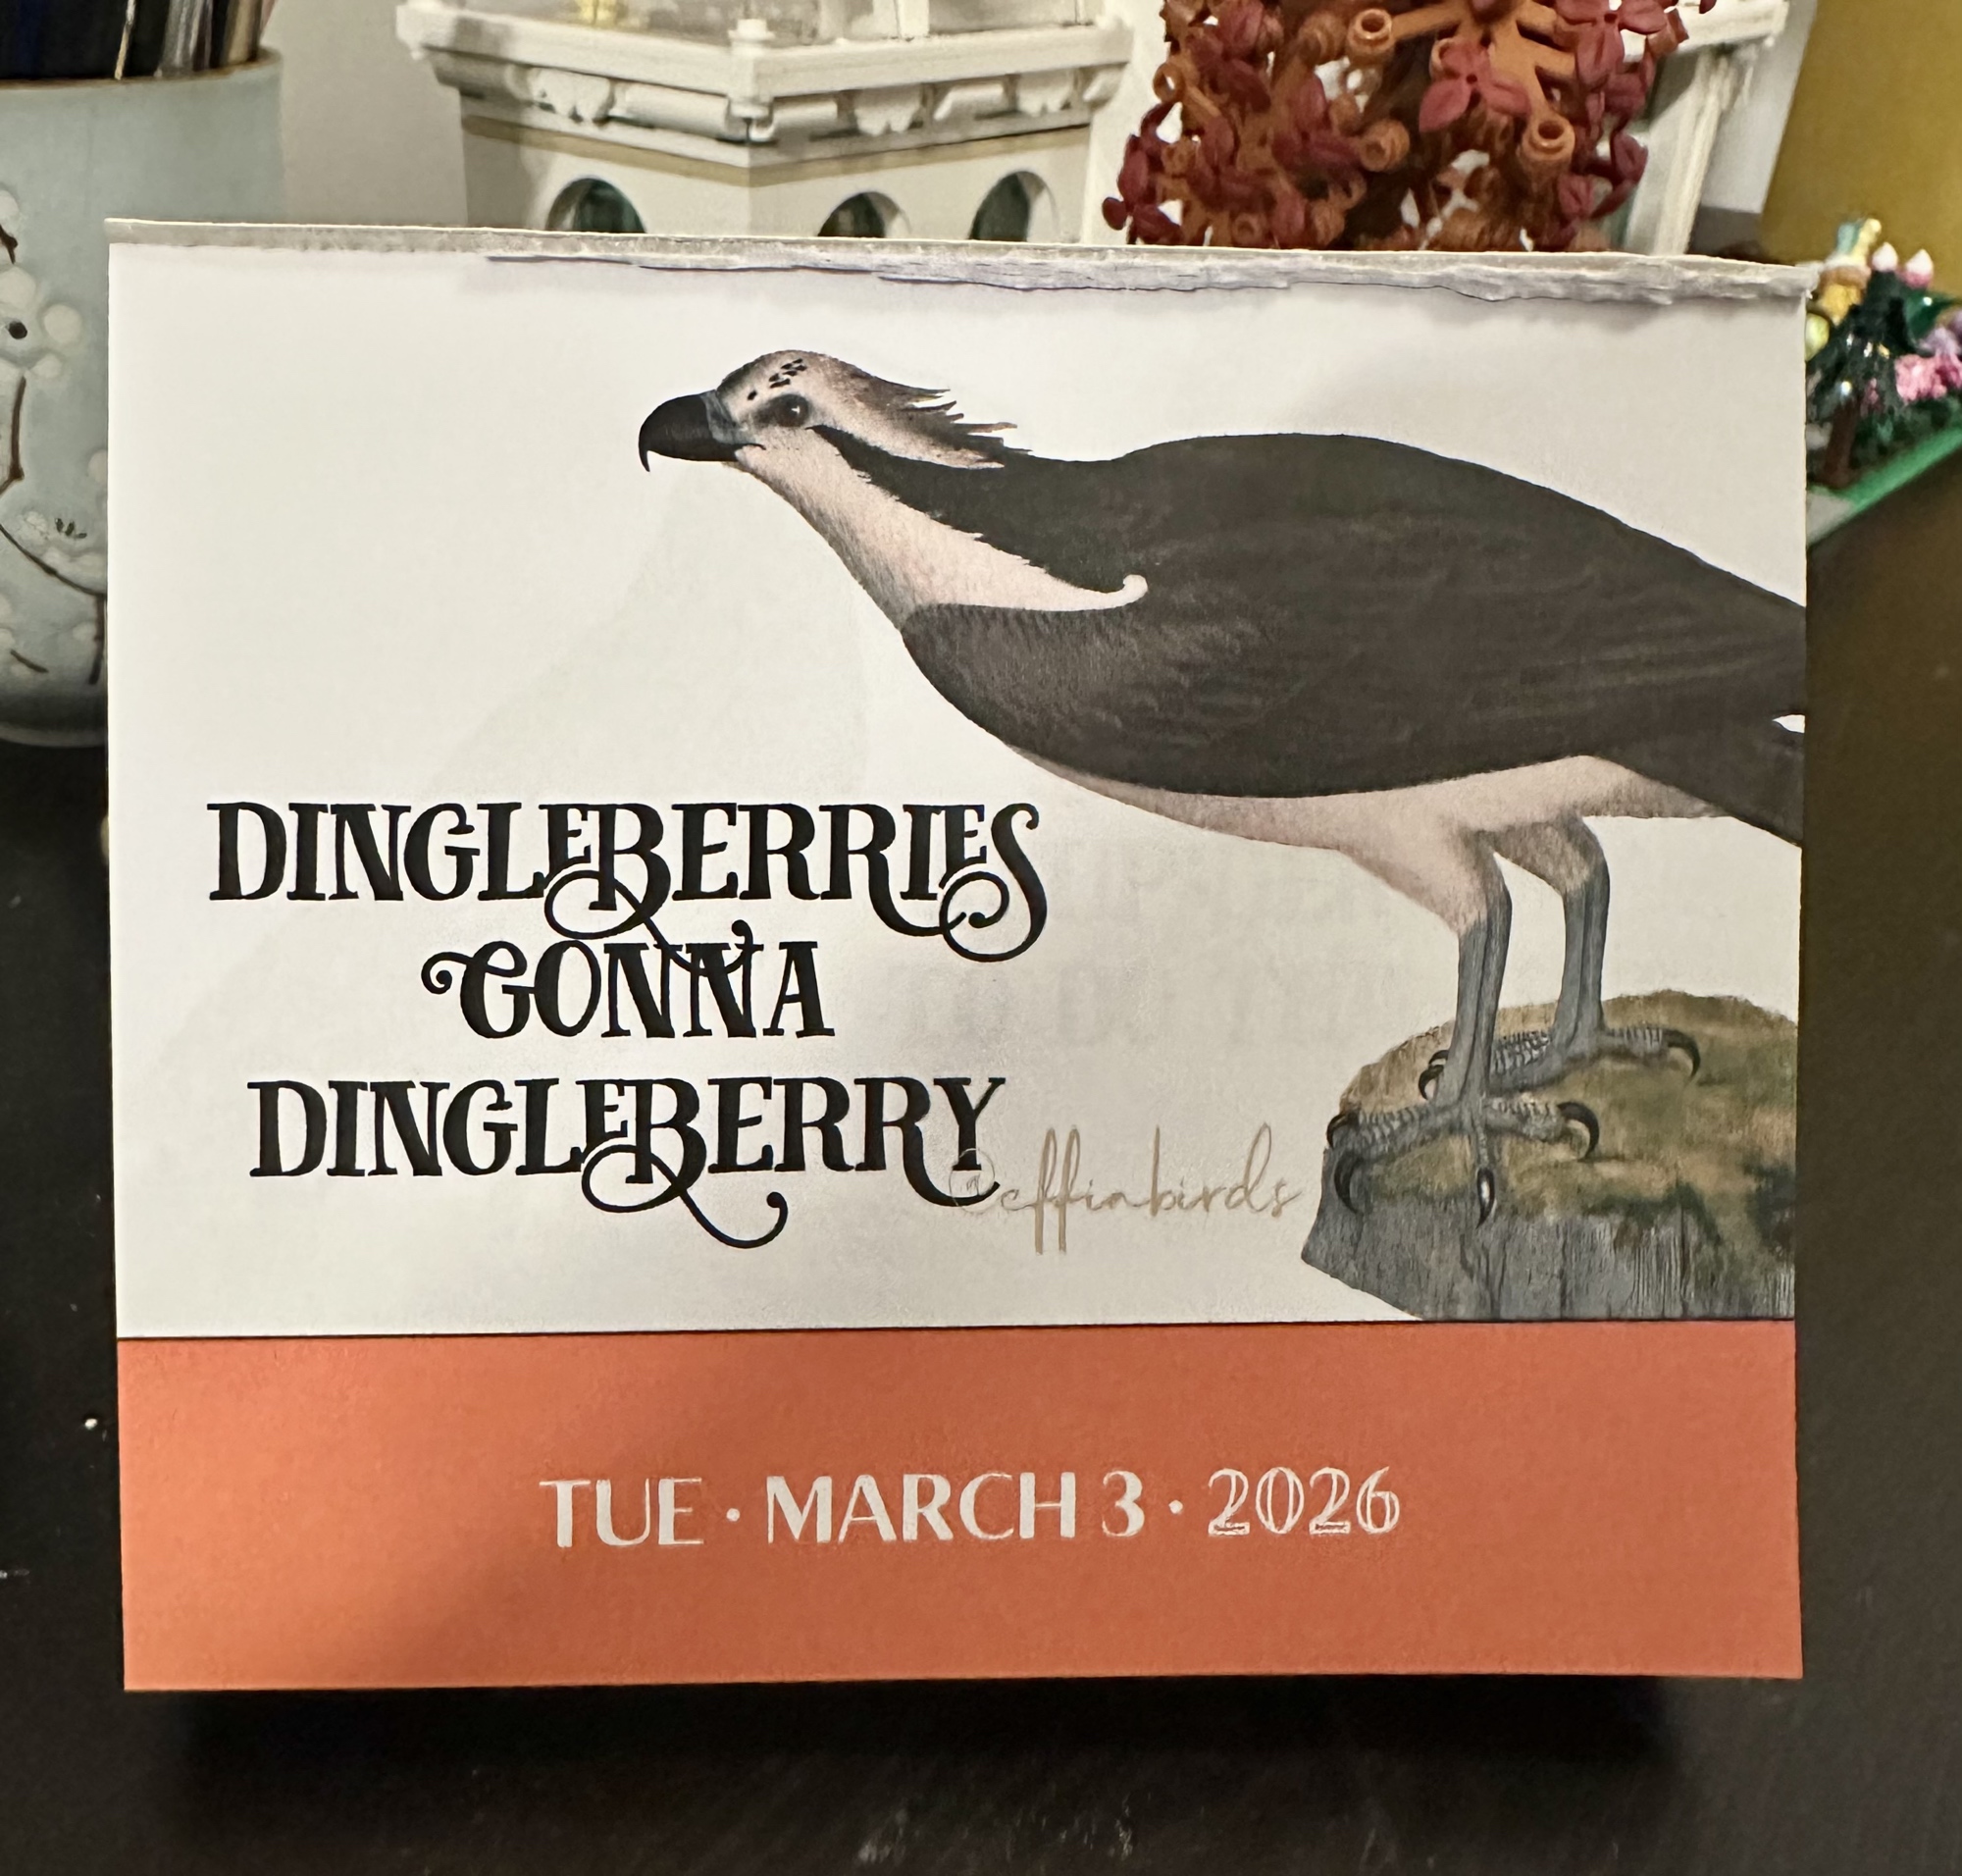 DINGLEBERRIES
GONNA
DINGLEBERRY
@effinbirds
TUE • MARCH 3 • 2026